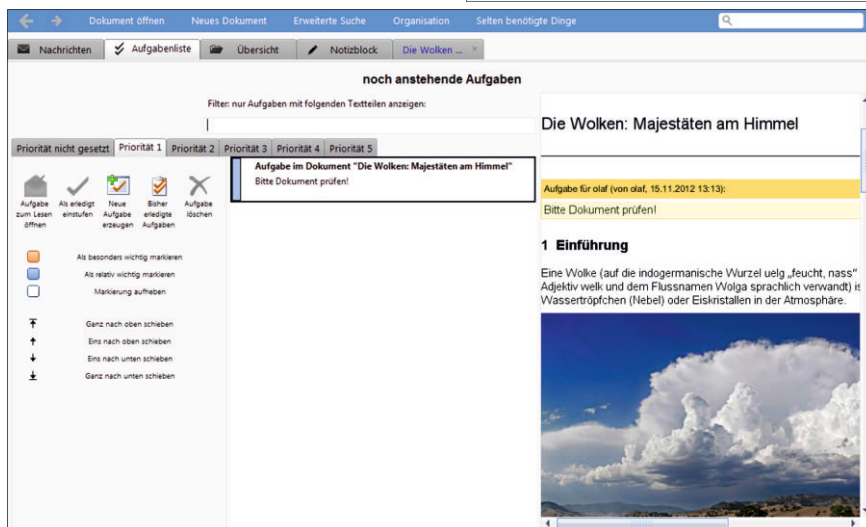 Dokument öffnen Neues Dokument Erweiterte Suche Organisation Selten benötigte Dinge
Nachrichten Aufgabenliste Übersicht Notizblock Die Wolken ... ×
noch anstehende Aufgaben
Filter: nur Aufgaben mit folgenden Textteilen anzeigen:
Priorität nicht gesetzt Priorität 1 Priorität 2 Priorität 3 Priorität 4 Priorität 5
Aufgabe zum Lesen öffnen
Als erledigt einstufen
Neue Aufgabe erzeugen
Bisher erledigte Aufgaben
Aufgabe löschen
Als besonders wichtig markieren
Als relativ wichtig markieren
Markierung aufheben
Ganz nach oben schieben
Eins nach oben schieben
Eins nach unten schieben
Ganz nach unten schieben
Aufgabe im Dokument "Die Wolken: Majestäten am Himmel"
Bitte Dokument prüfen!
Die Wolken: Majestäten am Himmel
Aufgabe für olaf (von olaf, 15.11.2012 13:13):
Bitte Dokument prüfen!
1 Einführung
Eine Wolke (auf die indogermanische Wurzel uelg „feucht, nass“
Adjektiv welk und dem Flussnamen Wolga sprachlich verwandt) is
Wassertröpfchen (Nebel) oder Eiskristallen in der Atmosphäre.